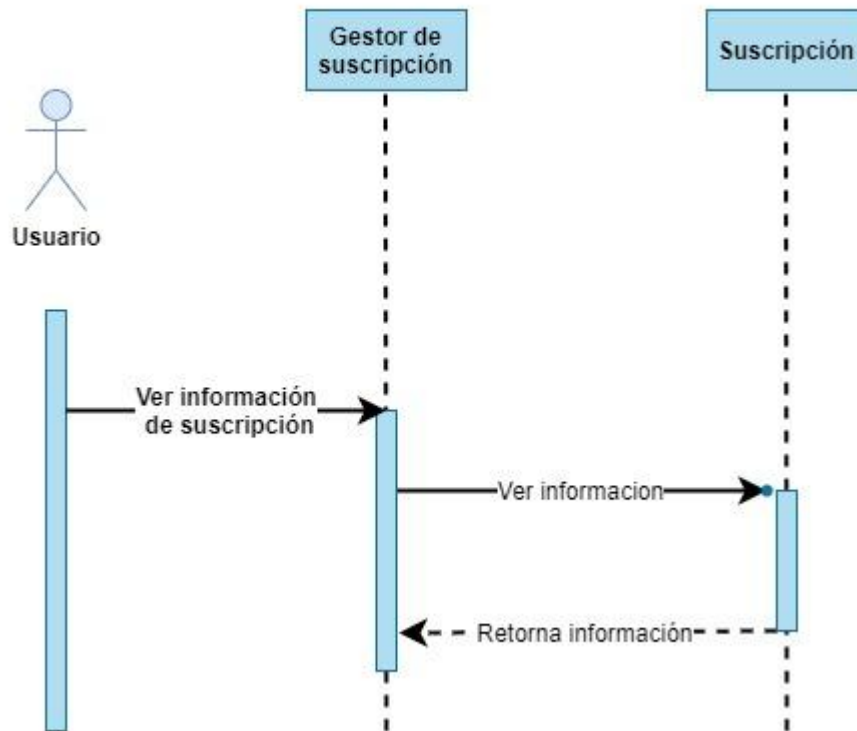 Gestor de
suscripción
Suscripción
Usuario
Ver información
de suscripción
Ver informacion
Retorna información